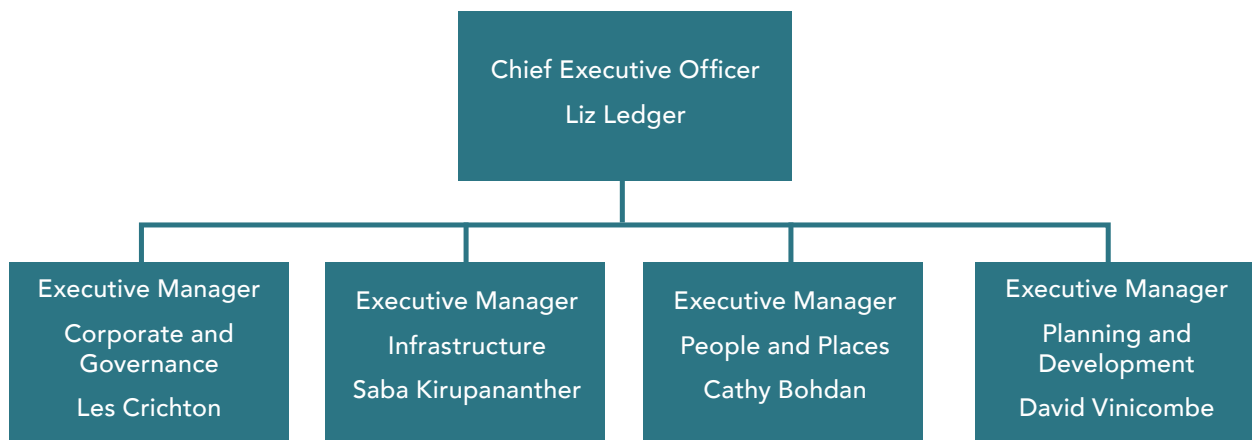 Chief Executive Officer
Liz Ledger
Executive Manager
Corporate and
Governance
Les Crichton
Executive Manager
Infrastructure
Saba Kirupananther
Executive Manager
People and Places
Cathy Bohdan
Executive Manager
Planning and
Development
David Vinicombe